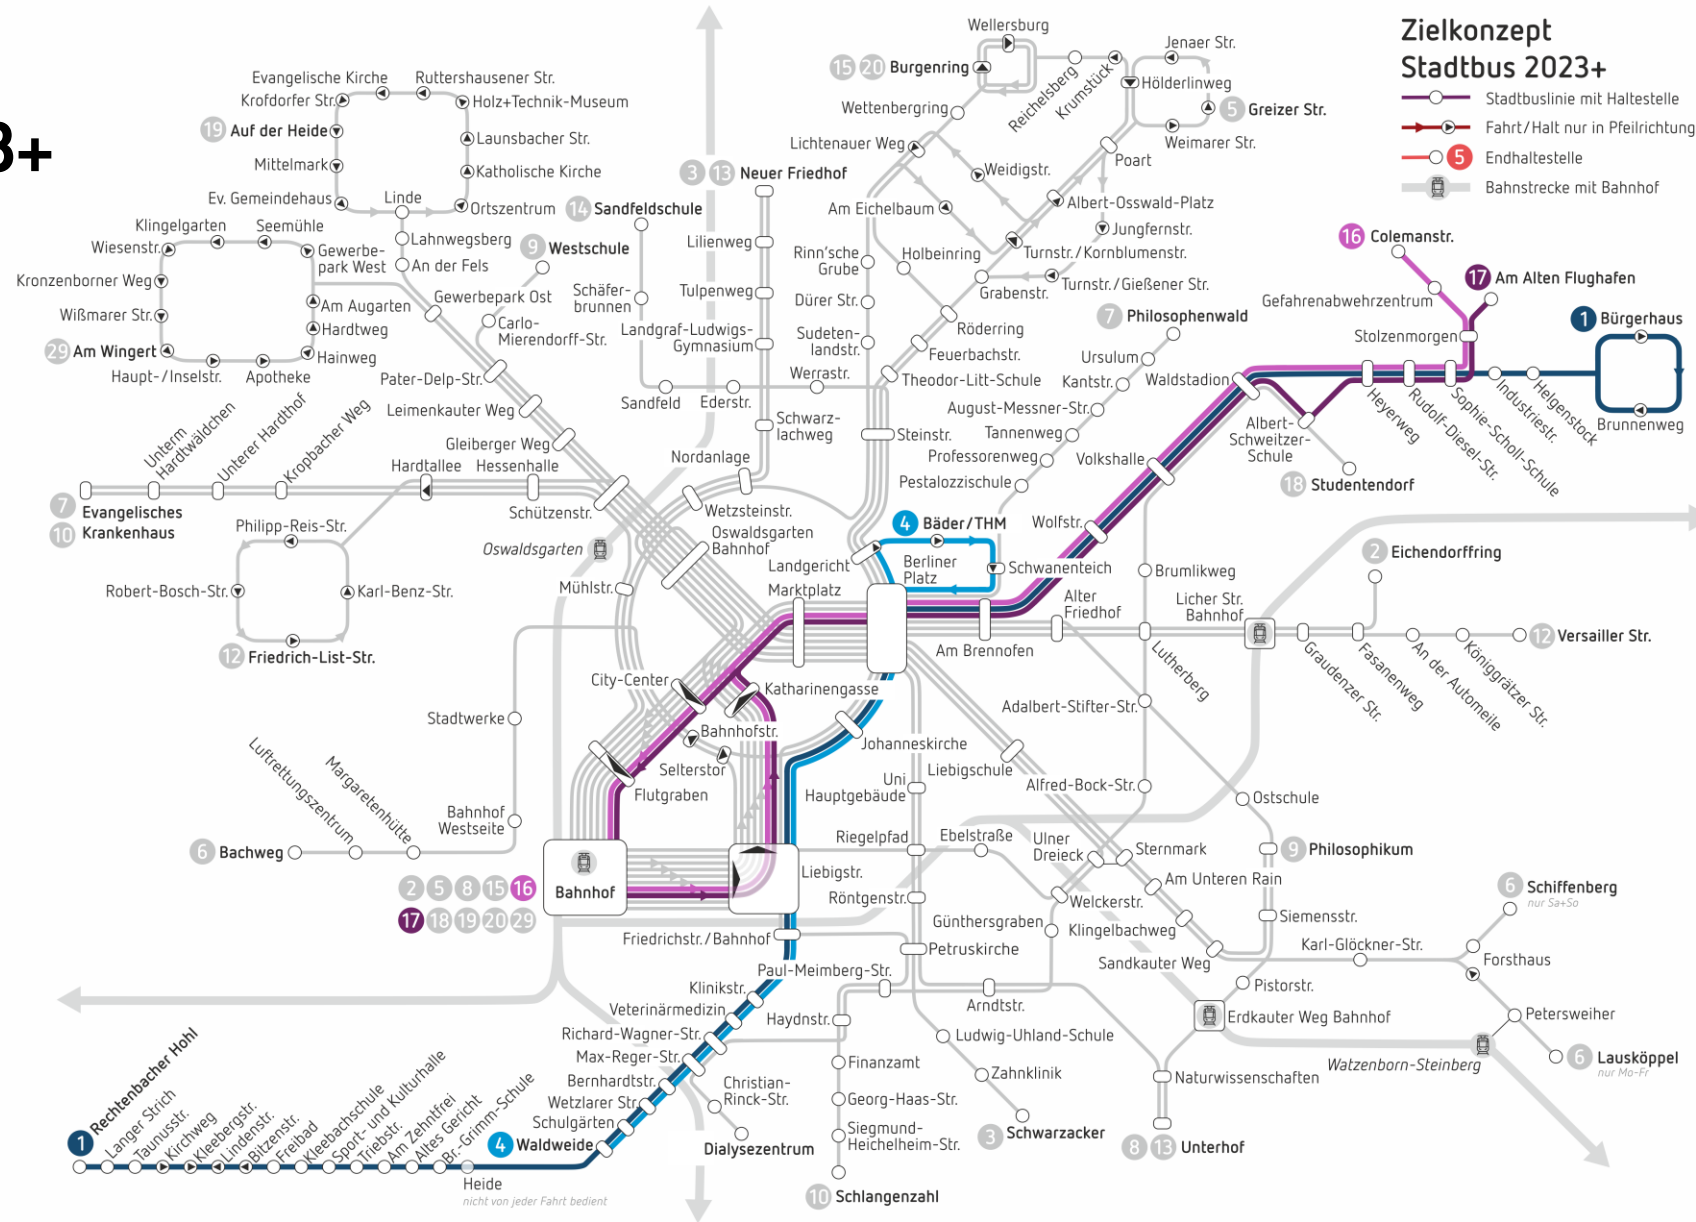 3+
Zielkonzept
Stadtbus 2023+
Stadtbuslinie mit Haltestelle
Fahrt/Halt nur in Pfeilrichtung
5 Endhaltestelle
Bahnstrecke mit Bahnhof
Wellersburg
15 20 Burgenring
Reichelsberg
Krumstück
Jenaer Str.
Hölderlinweg
5 Greizer Str.
Weimarer Str.
Wettenbergring
Lichtenauer Weg
Weidigstr.
Poart
Am Eichelbaum
Albert-Osswald-Platz
Jungfernstr.
Turnstr./Kornblumenstr.
Turnstr./Gießener Str.
Holbeinring
Grabenstr.
Rinn'sche
Grube
Dürer Str.
Sudeten-
landstr.
Röderring
Feuerbachstr.
Theodor-Litt-Schule
Werrastr.
Steinstr.
Evangelische Kirche
Ruttershausener Str.
Krofdorfer Str.
Holz+Technik-Museum
19 Auf der Heide
Launsbacher Str.
Mittelmark
Katholische Kirche
Ev. Gemeindehaus
Linde
Ortszentrum
Lahnwegsberg
An der Fels
Klingelgarten
Seemühle
Wiesenstr.
Gewerbe-
park West
Kronzenborner Weg
Am Augarten
Wißmarer Str.
Hardtweg
29 Am Wingert
Hainweg
Haupt-/Inselstr.
Apotheke
14 Sandfeldschule
9 Westschule
Gewerbepark Ost
Carlo-
Mierendorff-Str.
Schäfer-
brunnen
Pater-Delp-Str.
Leimenkauter Weg
Gleiberger Weg
3 13 Neuer Friedhof
Lilienweg
Tulpenweg
Landgraf-Ludwigs-
Gymnasium
Sandfeld
Ederstr.
Schwarz-
lachweg
Nordanlage
Wetzsteinstr.
Unterm
Hardtwäldchen
Unterer Hardthof
Kropbacher Weg
Hardtallee
Hessenhalle
Schützenstr.
7
10
Evangelisches
Krankenhaus
Philipp-Reis-Str.
Robert-Bosch-Str.
Karl-Benz-Str.
12 Friedrich-List-Str.
Oswaldsgarten
Oswaldsgarten
Bahnhof
Mühlstr.
Marktplatz
Landgericht
4 Bäder/THM
Berliner
Platz
Schwanenteich
7 Philosophenwald
Ursulum
Kantstr.
August-Messner-Str.
Tannenweg
Professorenweg
Pestalozzischule
Wolfstr.
Volkshalle
Waldstadion
16 Colemanstr.
Gefahrenabwehrzentrum
17 Am Alten Flughafen
Stolzenmorgen
1 Bürgerhaus
Brunnenweg
Helgenstock
Industriestr.
Sophie-Scholl-Schule
Rudolf-Diesel-Str.
Heyerweg
Albert-
Schweitzer-
Schule
18 Studentendorf
Brumlikweg
Alter
Friedhof
Am Brennofen
Lutherberg
Licher Str.
Bahnhof
2 Eichendorffring
Graudenzer Str.
Fasanenweg
An der Automeile
Königgrätzer Str.
12 Versailler Str.
City-Center
Katharinengasse
Bahnhofstr.
Selterstor
Flutgraben
Johanneskirche
Liebigschule
Adalbert-Stifter-Str.
Alfred-Bock-Str.
Ostschule
Uni
Hauptgebäude
Stadtwerke
Luftrettungszentrum
Margaretenhütte
Bahnhof
Westseite
6 Bachweg
Bahnhof
2 5 8 15 16
17 18 19 20 29
Liebigstr.
Riegelpfad
Ebelstraße
Ulner
Dreieck
Sternmark
9 Philosophikum
Am Unteren Rain
Welckerstr.
Röntgenstr.
Günthersgraben
Klingelbachweg
Siemensstr.
Sandkauter Weg
Karl-Glöckner-Str.
6 Schiffenberg
nur Sa+So
Forsthaus
Pistorstr.
Petersweiher
6 Lausköppel
nur Mo-Fr
Erdkauter Weg Bahnhof
Watzenborn-Steinberg
Friedrichstr./Bahnhof
Petruskirche
Paul-Meimberg-Str.
Arndtstr.
Haydnstr.
Klinikstr.
Veterinärmedizin
Richard-Wagner-Str.
Max-Reger-Str.
Bernhardtstr.
Wetzlarer Str.
Schulgärten
4 Waldweide
Christian-
Rinck-Str.
Dialysezentrum
Finanzamt
Georg-Haas-Str.
Siegmund-
Heichelheim-Str.
10 Schlangenzahl
Ludwig-Uhland-Schule
Zahnklinik
3 Schwarzacker
Naturwissenschaften
8 13 Unterhof
1 Rechtenbacher Hohl
Langer Strich
Taunusstr.
Kirchweg
Kleebergstr.
Lindenstr.
Bitzenstr.
Freibad
Kleebachschule
Sport- und Kulturhalle
Triebstr.
Am Zehntfrei
Altes Gericht
Br.-Grimm-Schule
Heide
nicht von jeder Fahrt bedient